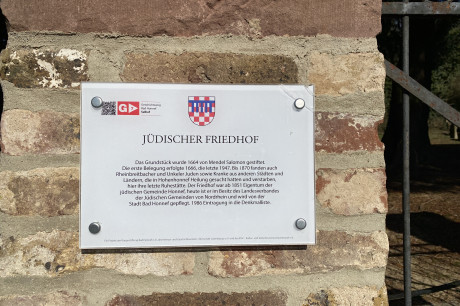 JÜDISCHER FRIEDHOF
Das Grundstück wurde 1664 von Mendel Salomon gestiftet.
Die erste Belegung erfolgte 1666, die letzte 1947. Bis 1870 fanden auch
Rheinbreitbacher und Unkeler Juden sowie Kranke aus anderen Städten und
Ländern, die in Hohenhonnef Heilung gesucht hatten und verstarben,
hier ihre letzte Ruhestätte. Der Friedhof war ab 1851 Eigentum der
jüdischen Gemeinde Honnef, heute ist er im Besitz des Landesverbandes
der Jüdischen Gemeinden von Nordrhein und wird von der
Stadt Bad Honnef gepflegt. 1986 Eintragung in die Denkmalliste.